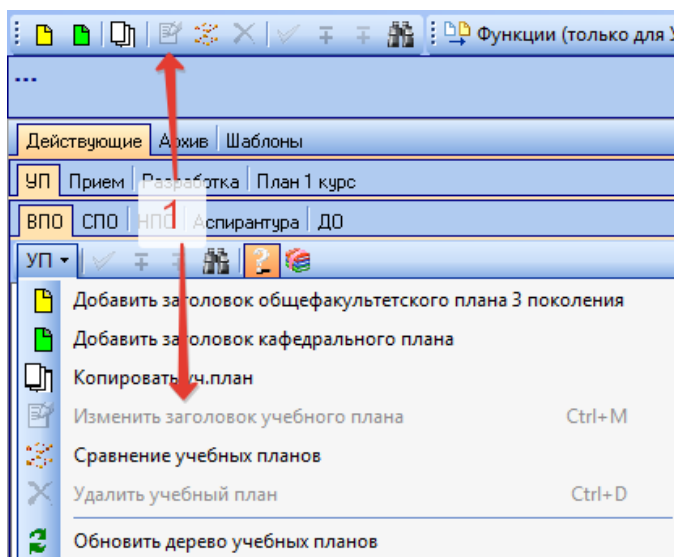 Функции (только для У
...
Действующие Архив Шаблоны
УП Прием Разработка План 1 курс
1
ВПО СПО НПО Аспирантура ДО
УП
Добавить заголовок общефакультетского плана 3 поколения
Добавить заголовок кафедрального плана
Копировать уч.план
Изменить заголовок учебного плана Ctrl+M
Сравнение учебных планов
Удалить учебный план Ctrl+D
Обновить дерево учебных планов